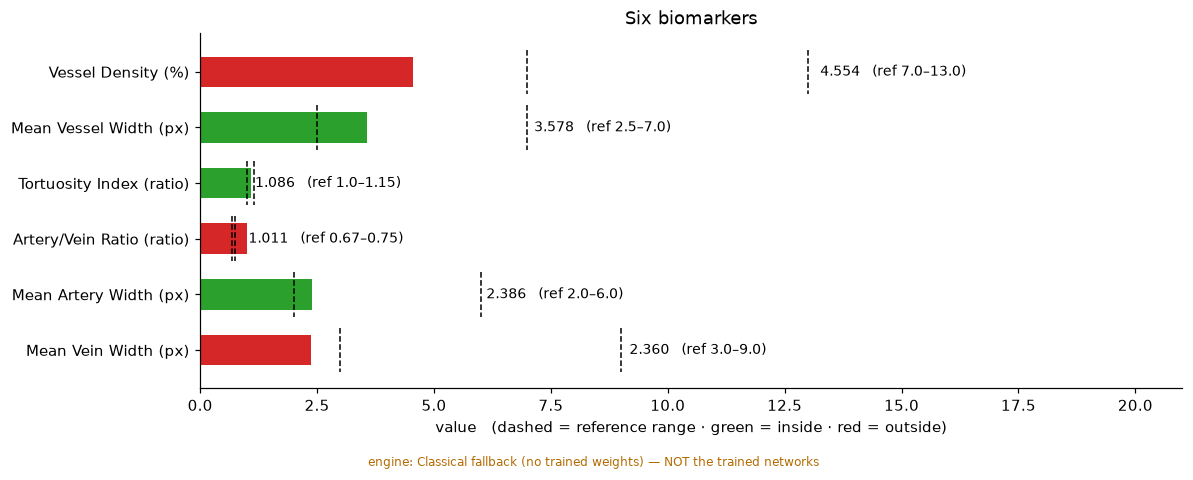 Six biomarkers
Vessel Density (%)
4.554   (ref 7.0–13.0)
Mean Vessel Width (px)
3.578   (ref 2.5–7.0)
Tortuosity Index (ratio)
1.086   (ref 1.0–1.15)
Artery/Vein Ratio (ratio)
1.011   (ref 0.67–0.75)
Mean Artery Width (px)
2.386   (ref 2.0–6.0)
Mean Vein Width (px)
2.360   (ref 3.0–9.0)
0.0 2.5 5.0 7.5 10.0 12.5 15.0 17.5 20.0
value   (dashed = reference range · green = inside · red = outside)
engine: Classical fallback (no trained weights) — NOT the trained networks